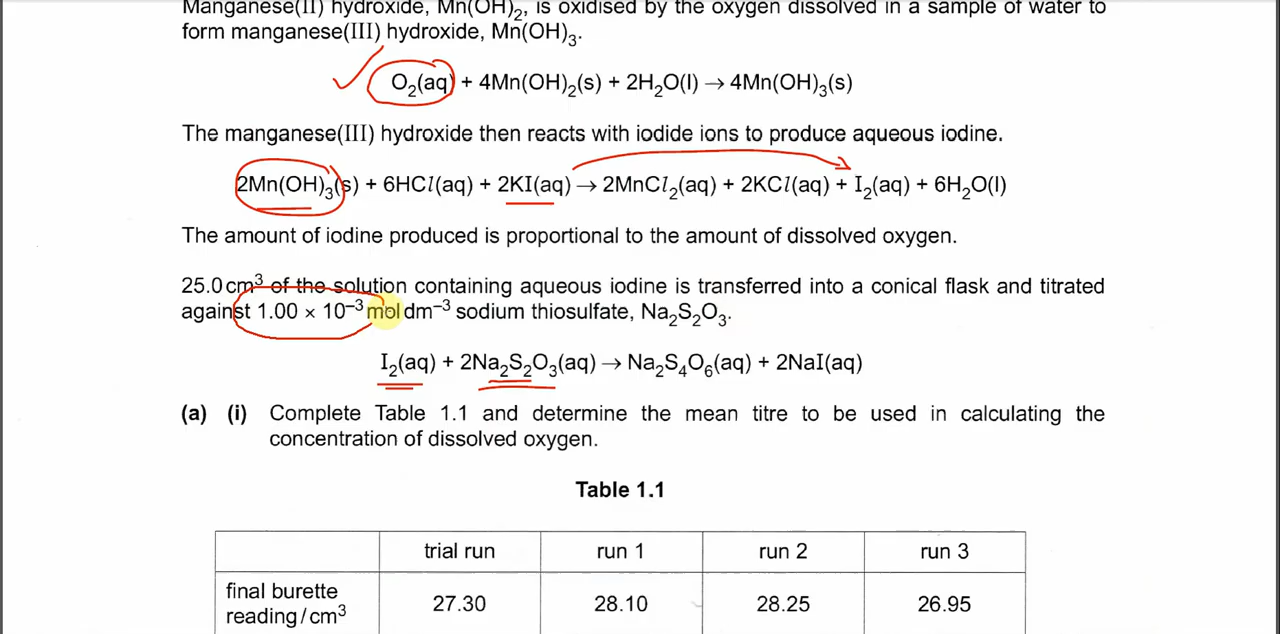 Manganese(II) hydroxide, Mn(OH)₂, is oxidised by the oxygen dissolved in a sample of water to
form manganese(III) hydroxide, Mn(OH)₃.
O₂(aq) + 4Mn(OH)₂(s) + 2H₂O(l) → 4Mn(OH)₃(s)
The manganese(III) hydroxide then reacts with iodide ions to produce aqueous iodine.
2Mn(OH)₃(s) + 6HCl(aq) + 2KI(aq) → 2MnCl₂(aq) + 2KCl(aq) + I₂(aq) + 6H₂O(l)
The amount of iodine produced is proportional to the amount of dissolved oxygen.
25.0 cm³ of the solution containing aqueous iodine is transferred into a conical flask and titrated
against 1.00 × 10⁻³ mol dm⁻³ sodium thiosulfate, Na₂S₂O₃.
I₂(aq) + 2Na₂S₂O₃(aq) → Na₂S₄O₆(aq) + 2NaI(aq)
(a) (i) Complete Table 1.1 and determine the mean titre to be used in calculating the
concentration of dissolved oxygen.
Table 1.1
trial run run 1 run 2 run 3
final burette
reading / cm³ 27.30 28.10 28.25 26.95